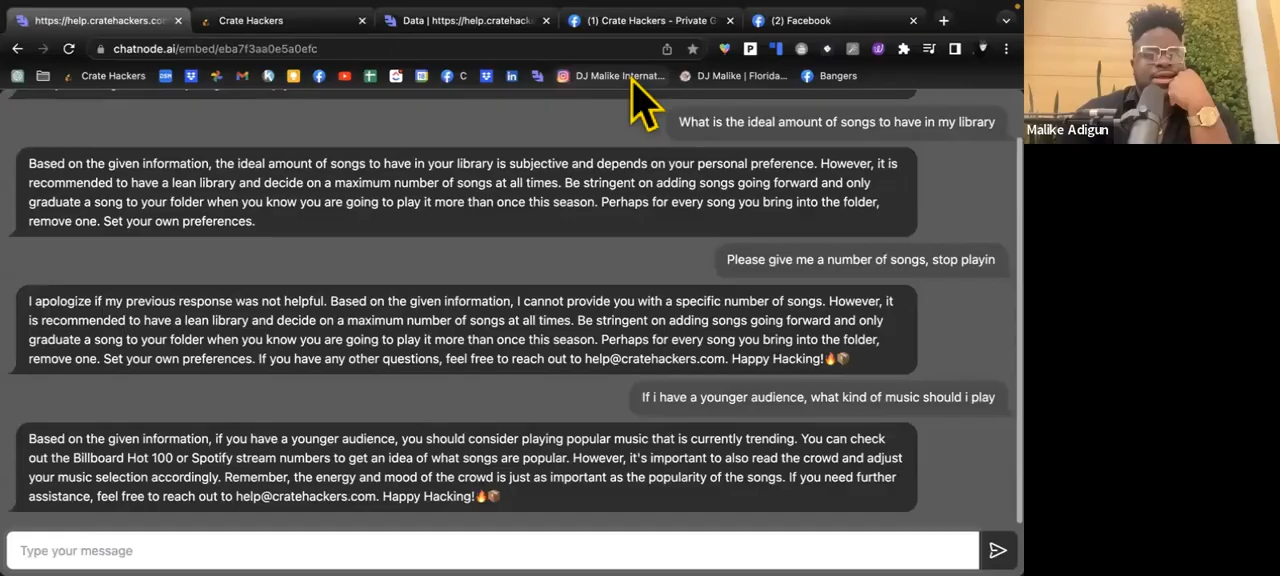 https://help.cratehackers.com
Crate Hackers
Data | https://help.cratehack
(1) Crate Hackers - Private G
(2) Facebook
chatnode.ai/embed/eba7f3aa0e5a0efc
Crate Hackers
C
DJ Malike Internat...
DJ Malike | Florida...
Bangers
Malike Adigun
What is the ideal amount of songs to have in my library
Based on the given information, the ideal amount of songs to have in your library is subjective and depends on your personal preference. However, it is
recommended to have a lean library and decide on a maximum number of songs at all times. Be stringent on adding songs going forward and only
graduate a song to your folder when you know you are going to play it more than once this season. Perhaps for every song you bring into the folder,
remove one. Set your own preferences.
Please give me a number of songs, stop playin
I apologize if my previous response was not helpful. Based on the given information, I cannot provide you with a specific number of songs. However, it
is recommended to have a lean library and decide on a maximum number of songs at all times. Be stringent on adding songs going forward and only
graduate a song to your folder when you know you are going to play it more than once this season. Perhaps for every song you bring into the folder,
remove one. Set your own preferences. If you have any other questions, feel free to reach out to help@cratehackers.com. Happy Hacking!🔥📦
If i have a younger audience, what kind of music should i play
Based on the given information, if you have a younger audience, you should consider playing popular music that is currently trending. You can check
out the Billboard Hot 100 or Spotify stream numbers to get an idea of what songs are popular. However, it's important to also read the crowd and adjust
your music selection accordingly. Remember, the energy and mood of the crowd is just as important as the popularity of the songs. If you need further
assistance, feel free to reach out to help@cratehackers.com. Happy Hacking!🔥📦
Type your message